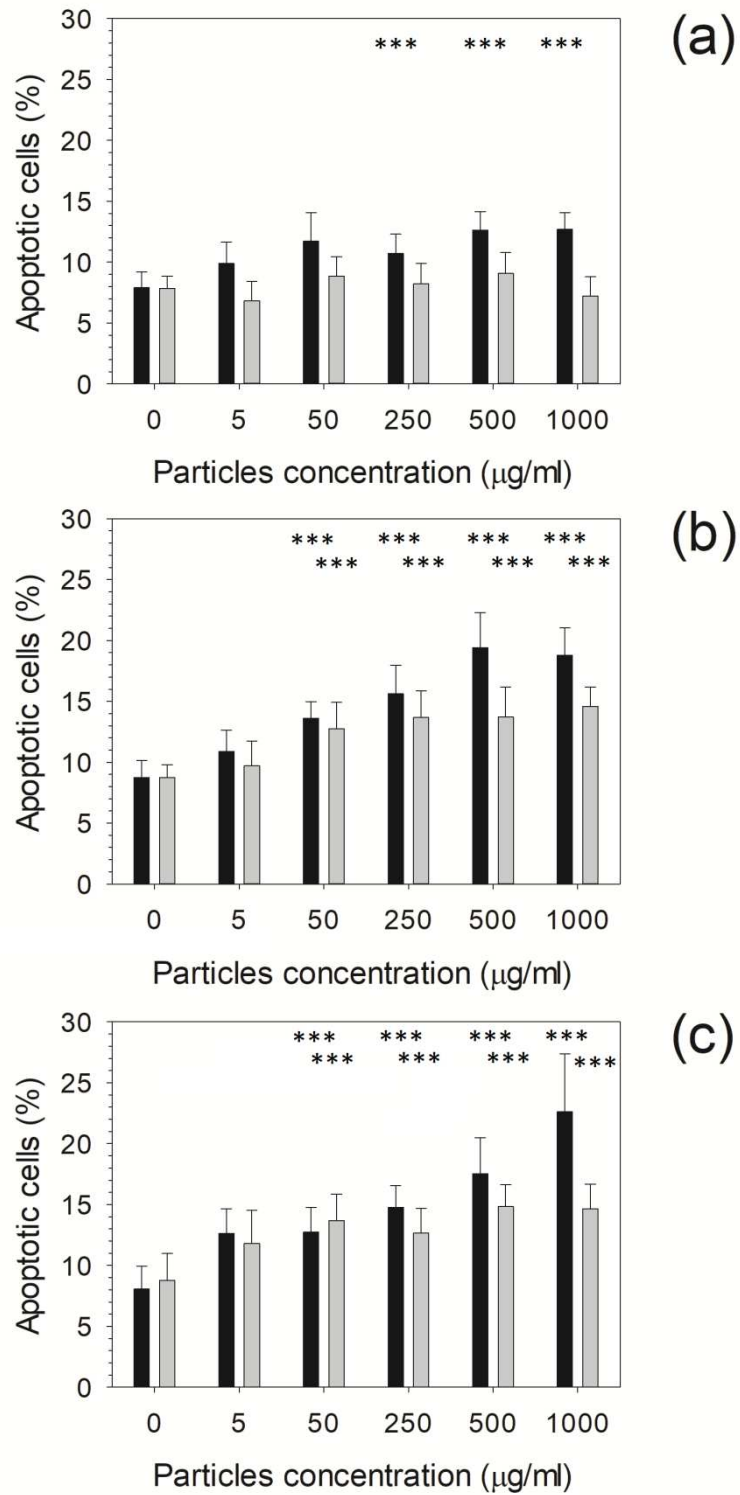 (a)
30
*** *** ***
25
20
15
10
5
0
Apoptotic cells (%)
0 5 50 250 500 1000
Particles concentration (μg/ml)
(b)
30
*** *** *** ***
*** *** *** ***
25
20
15
10
5
0
Apoptotic cells (%)
0 5 50 250 500 1000
Particles concentration (μg/ml)
(c)
30
*** *** *** ***
*** *** *** ***
25
20
15
10
5
0
Apoptotic cells (%)
0 5 50 250 500 1000
Particles concentration (μg/ml)